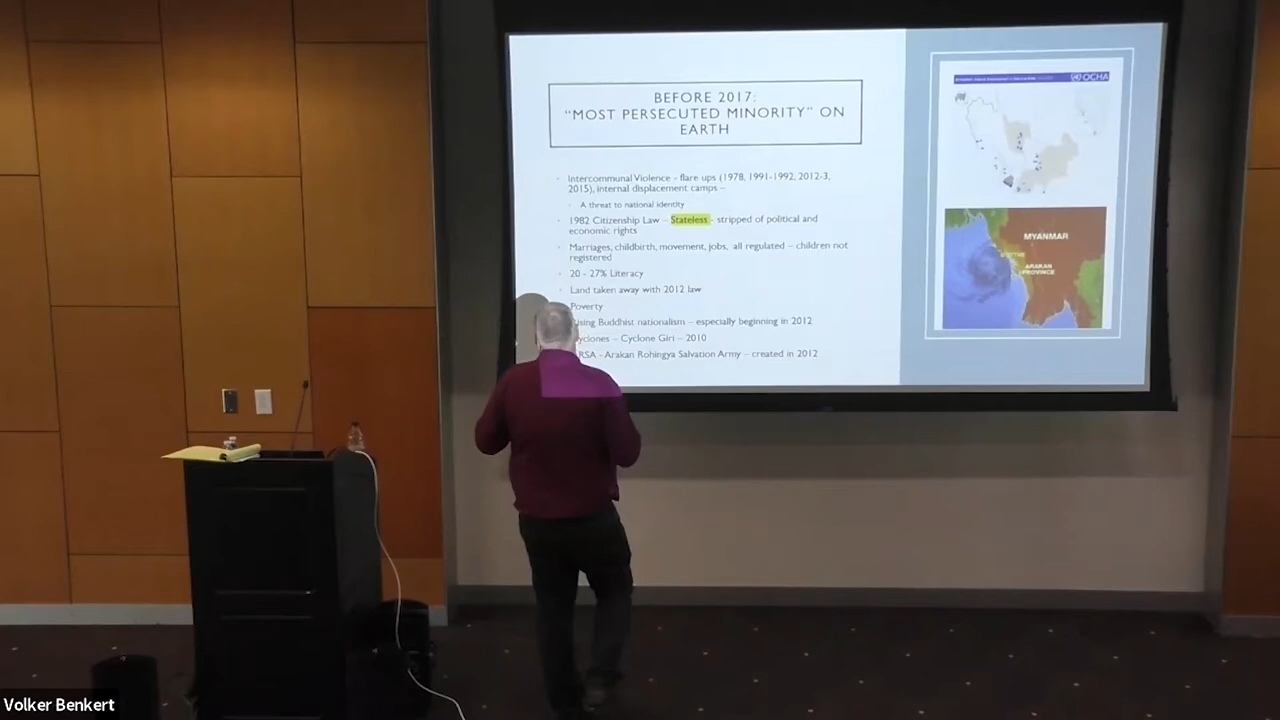 BEFORE 2017:
"MOST PERSECUTED MINORITY" ON
EARTH
Intercommunal Violence - flare ups (1978, 1991-1992, 2012-3,
2015), internal displacement camps –
A threat to national identity
1982 Citizenship Law – Stateless - stripped of political and
economic rights
Marriages, childbirth, movement, jobs, all regulated – children not
registered
20 - 27% Literacy
Land taken away with 2012 law
Poverty
ising Buddhist nationalism – especially beginning in 2012
yclones – Cyclone Giri – 2010
RSA - Arakan Rohingya Salvation Army – created in 2012
OCHA
MYANMAR
ARAKAN
PROVINCE
Volker Benkert